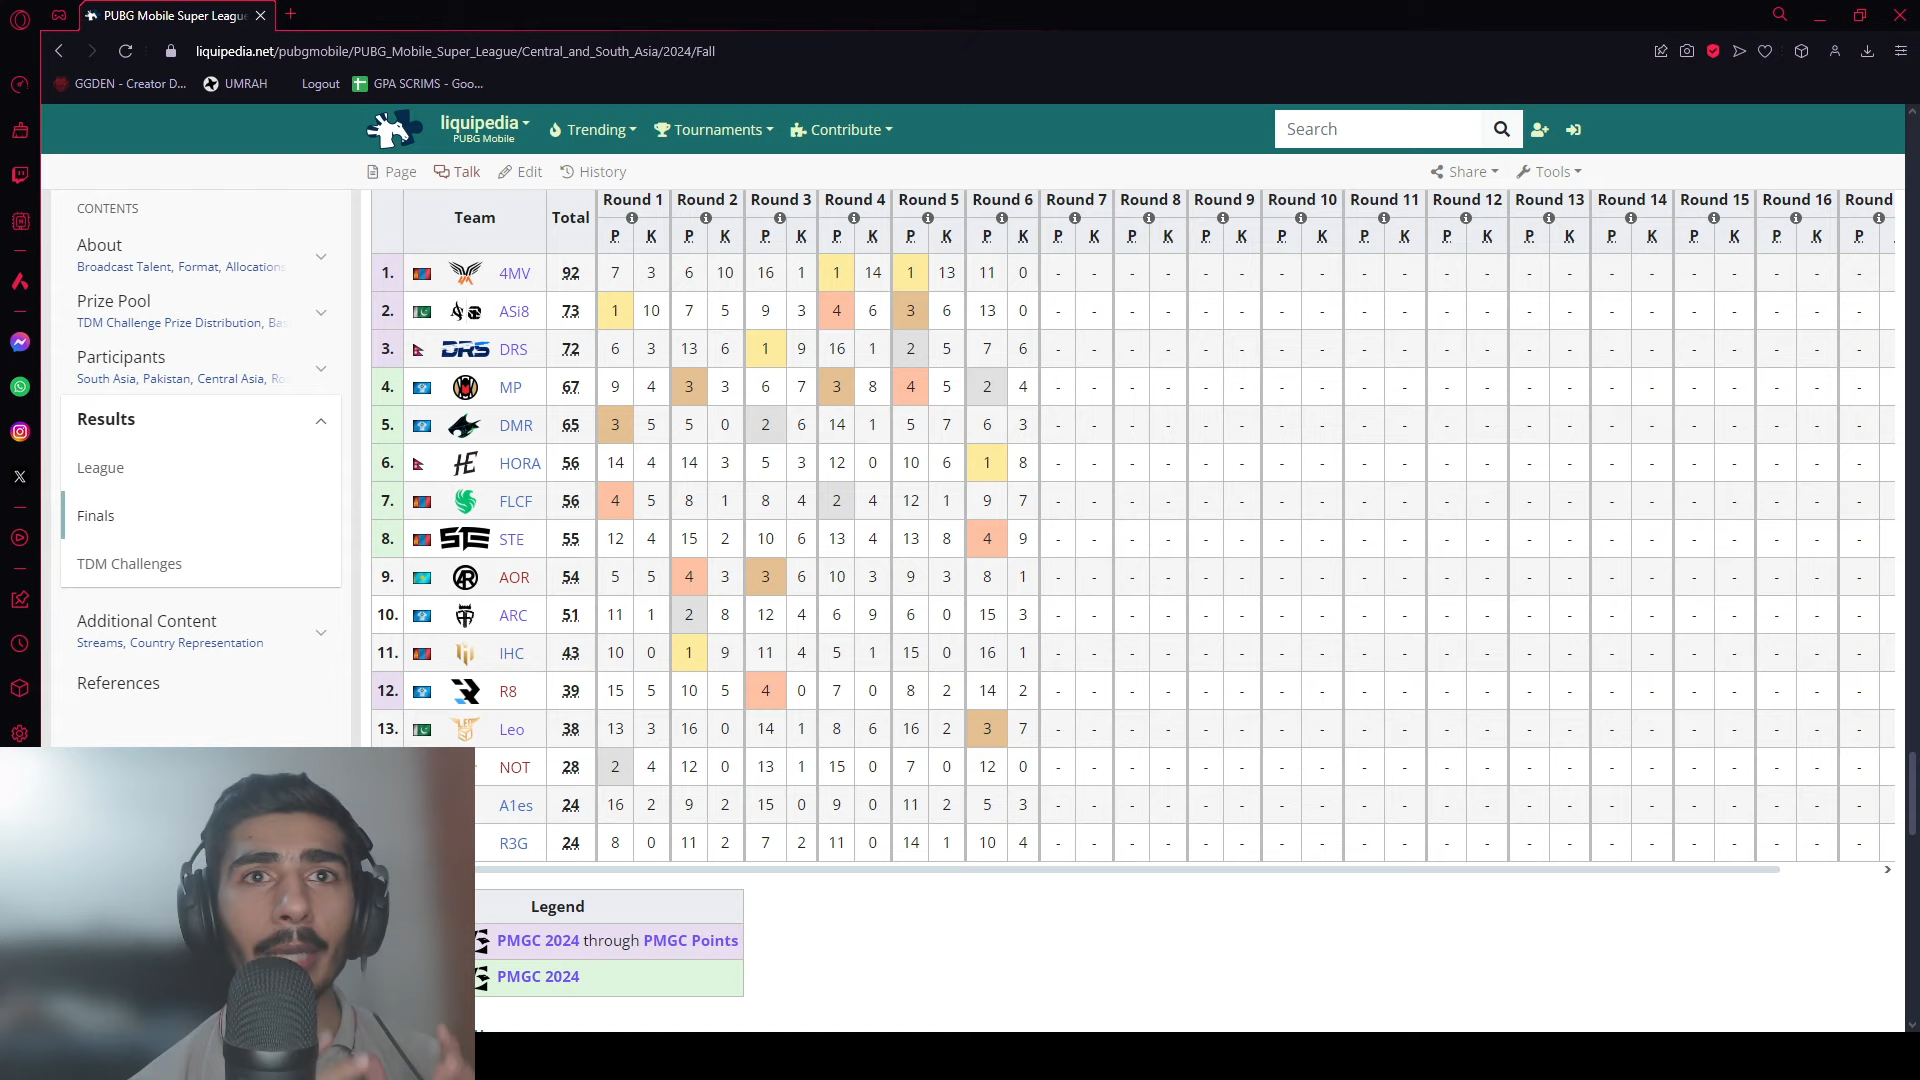 PUBG Mobile Super League
liquipedia.net/pubgmobile/PUBG_Mobile_Super_League/Central_and_South_Asia/2024/Fall
GGDEN - Creator D... UMRAH Logout GPA SCRIMS - Goo...
liquipedia
PUBG Mobile
Trending Tournaments Contribute Search
Page Talk Edit History Share Tools
CONTENTS
About
Broadcast Talent, Format, Allocations
Prize Pool
TDM Challenge Prize Distribution, Bas
Participants
South Asia, Pakistan, Central Asia, Ro
Results
League
Finals
TDM Challenges
Additional Content
Streams, Country Representation
References
Team Total Round 1 Round 2 Round 3 Round 4 Round 5 Round 6 Round 7 Round 8 Round 9 Round 10 Round 11 Round 12 Round 13 Round 14 Round 15 Round 16 Round
P K P K P K P K P K P K P K P K P K P K P K P K P K P K P K P K P
1. 4MV 92 7 3 6 10 16 1 1 14 1 13 11 0 - - - - - - - - - - - - - - - - - - - - -
2. ASi8 73 1 10 7 5 9 3 4 6 3 6 13 0 - - - - - - - - - - - - - - - - - - - - -
3. DRS DRS 72 6 3 13 6 1 9 16 1 2 5 7 6 - - - - - - - - - - - - - - - - - - - - -
4. MP 67 9 4 3 3 6 7 3 8 4 5 2 4 - - - - - - - - - - - - - - - - - - - - -
5. DMR 65 3 5 5 0 2 6 14 1 5 7 6 3 - - - - - - - - - - - - - - - - - - - - -
6. HE HORA 56 14 4 14 3 5 3 12 0 10 6 1 8 - - - - - - - - - - - - - - - - - - - - -
7. FLCF 56 4 5 8 1 8 4 2 4 12 1 9 7 - - - - - - - - - - - - - - - - - - - - -
8. STE STE 55 12 4 15 2 10 6 13 4 13 8 4 9 - - - - - - - - - - - - - - - - - - - - -
9. AOR 54 5 5 4 3 3 6 10 3 9 3 8 1 - - - - - - - - - - - - - - - - - - - - -
10. ARC 51 11 1 2 8 12 4 6 9 6 0 15 3 - - - - - - - - - - - - - - - - - - - - -
11. IHC 43 10 0 1 9 11 4 5 1 15 0 16 1 - - - - - - - - - - - - - - - - - - - - -
12. R8 39 15 5 10 5 4 0 7 0 8 2 14 2 - - - - - - - - - - - - - - - - - - - - -
13. Leo 38 13 3 16 0 14 1 8 6 16 2 3 7 - - - - - - - - - - - - - - - - - - - - -
NOT 28 2 4 12 0 13 1 15 0 7 0 12 0 - - - - - - - - - - - - - - - - - - - - -
A1es 24 16 2 9 2 15 0 9 0 11 2 5 3 - - - - - - - - - - - - - - - - - - - - -
R3G 24 8 0 11 2 7 2 11 0 14 1 10 4 - - - - - - - - - - - - - - - - - - - - -
Legend
PMGC 2024 through PMGC Points
PMGC 2024